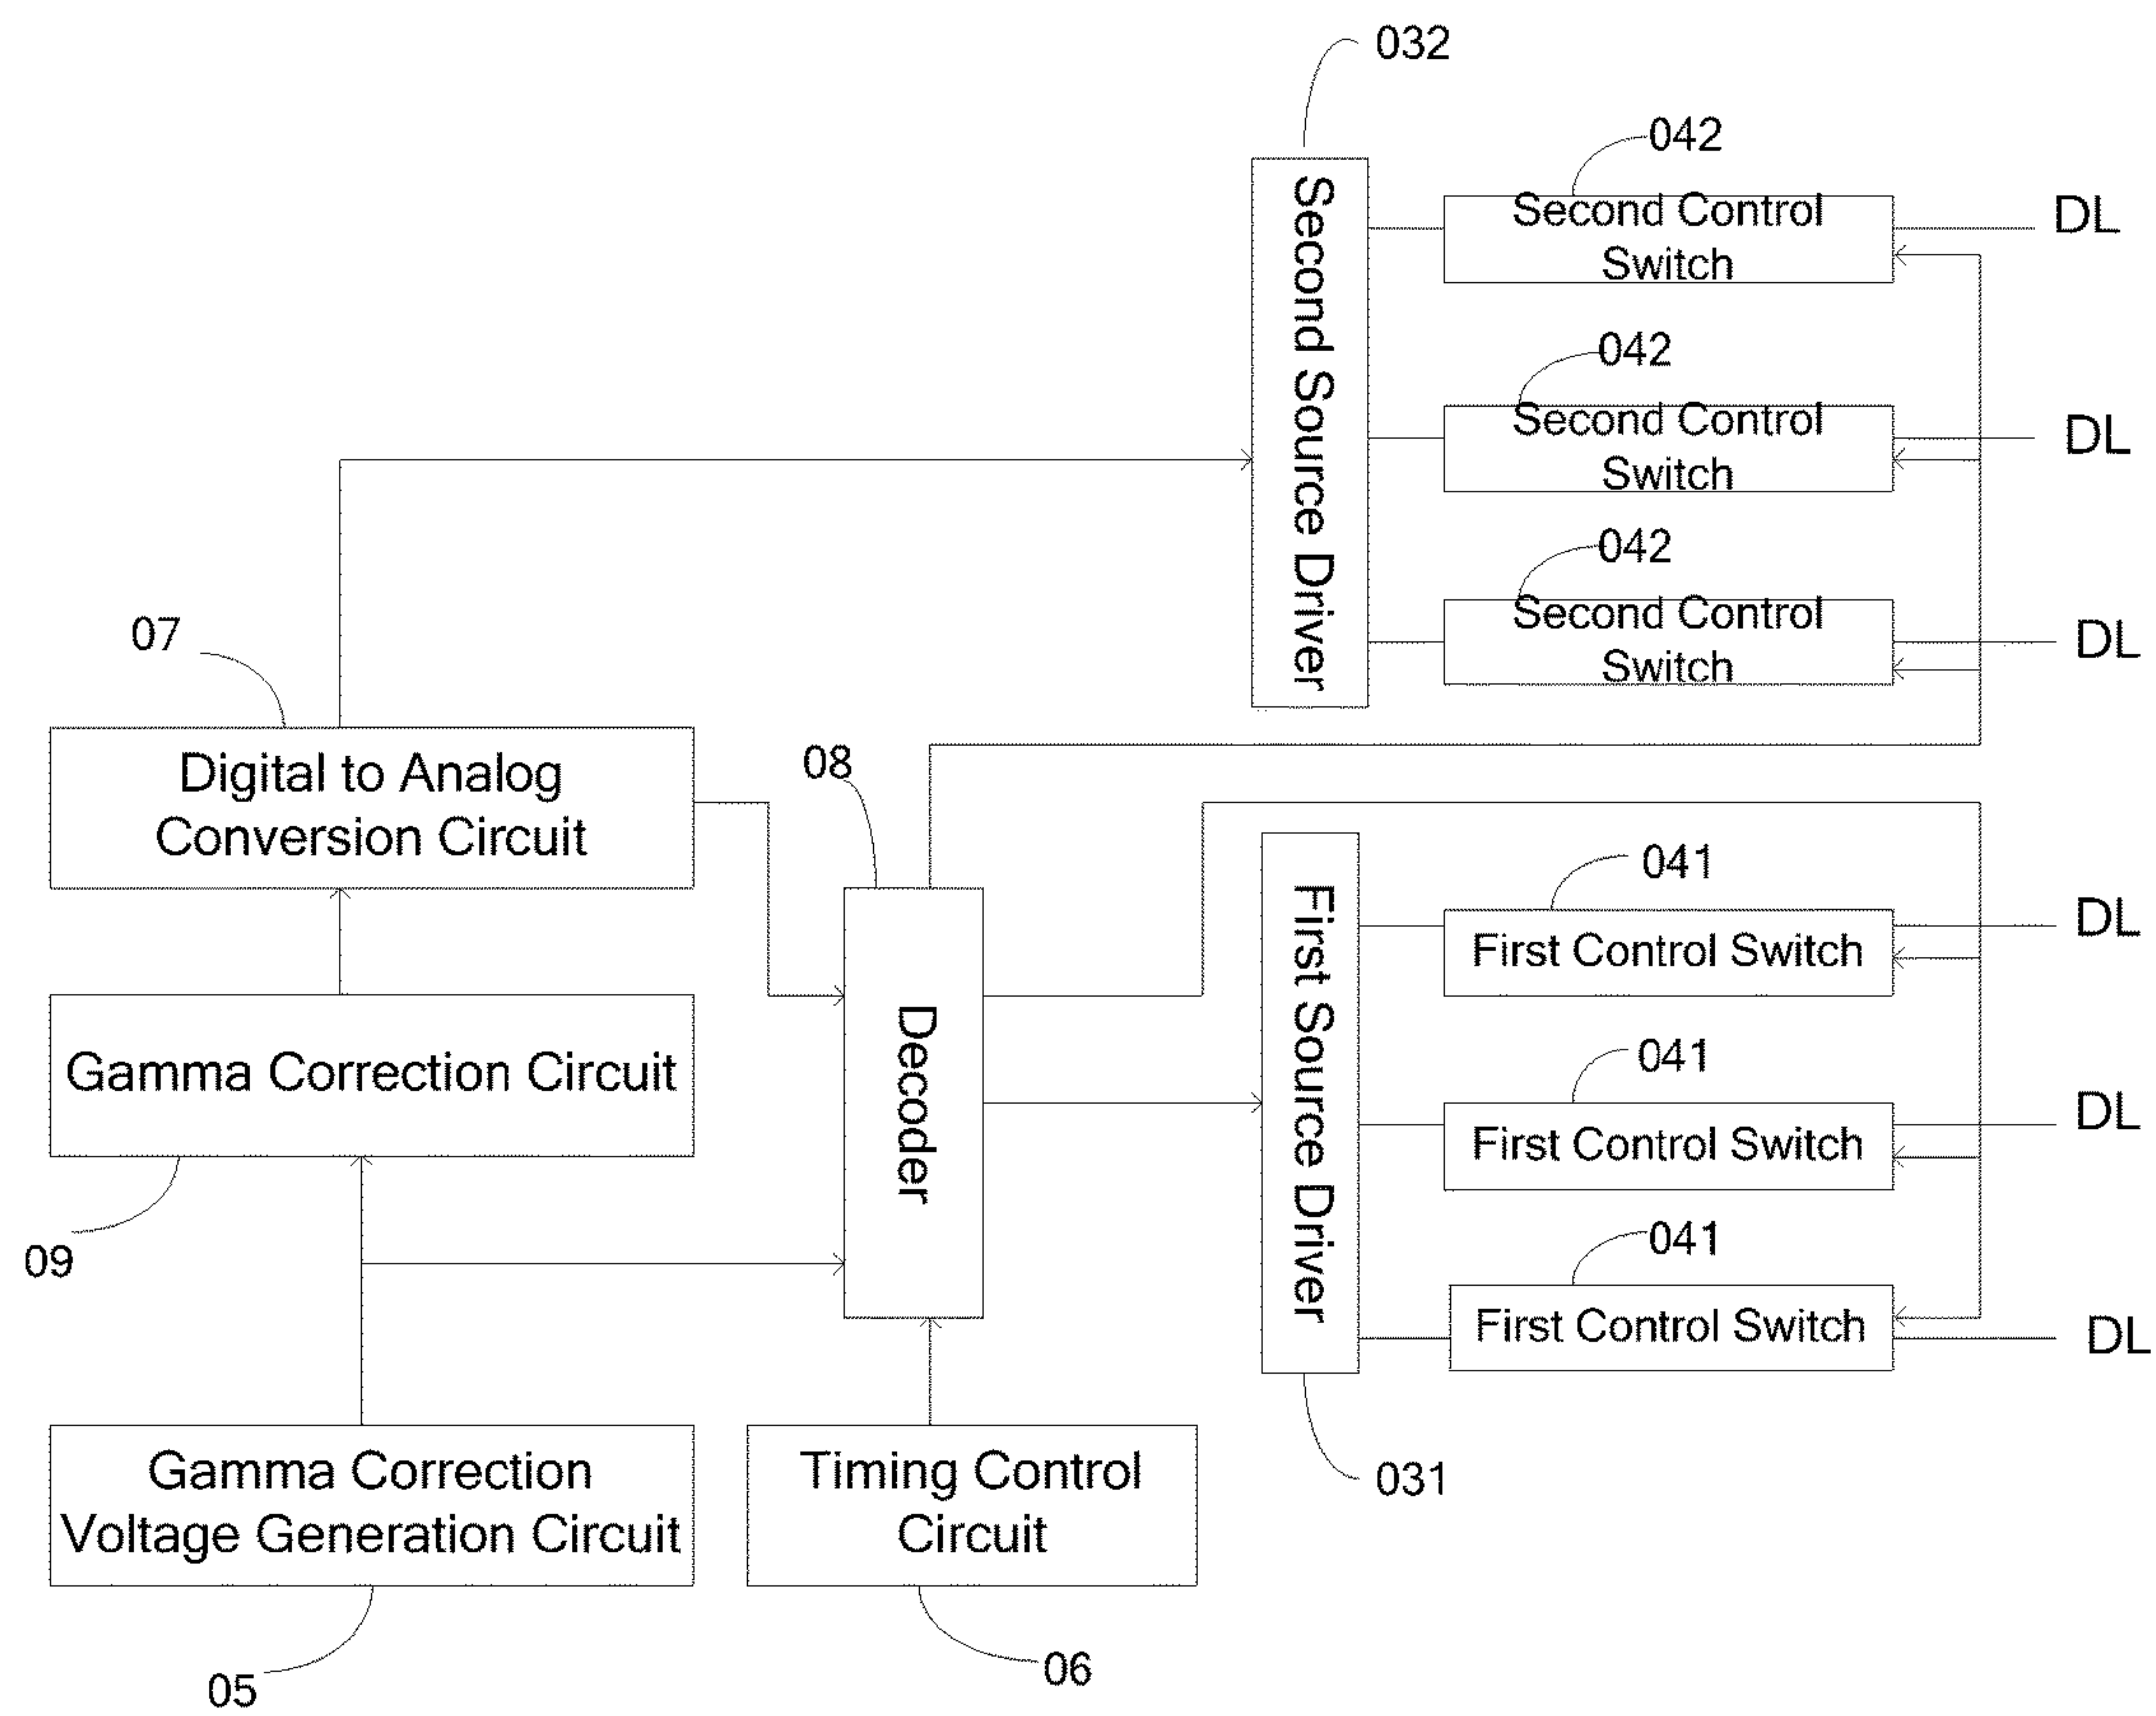 032
042
Second Control
Switch
DL
042
Second Control
Switch
DL
042
Second Control
Switch
DL
Second Source Driver
07
Digital to Analog
Conversion Circuit
08
Decoder
041
First Control Switch
DL
041
First Control Switch
DL
041
First Control Switch
DL
First Source Driver
031
Gamma Correction Circuit
09
Gamma Correction
Voltage Generation Circuit
05
Timing Control
Circuit
06